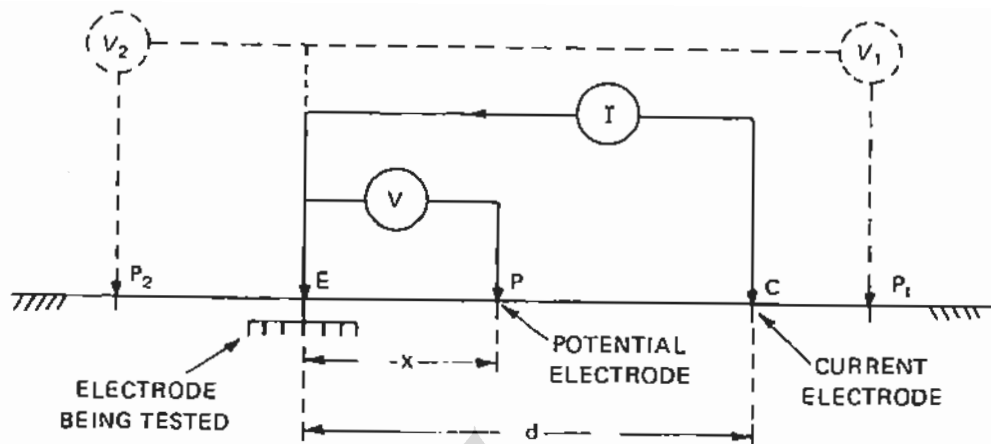 V2
V1
I
V
P2
E
P
C
P1
x
d
ELECTRODE
BEING TESTED
POTENTIAL
ELECTRODE
CURRENT
ELECTRODE